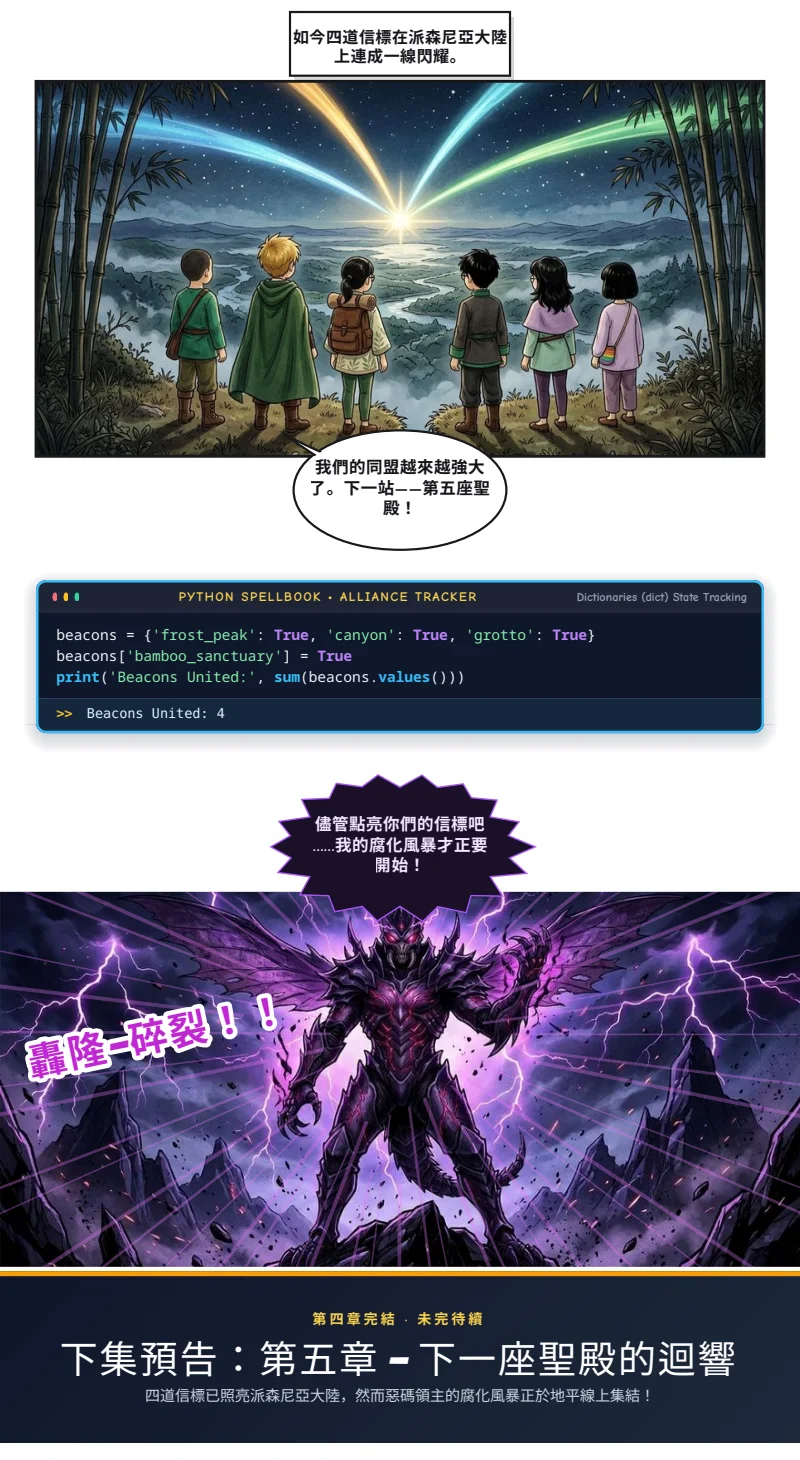 如今四道信標在派森尼亞大陸
上連成一線閃耀。
我們的同盟越來越強大
了。下一站——第五座聖
殿！
PYTHON SPELLBOOK • ALLIANCE TRACKER
Dictionaries (dict) State Tracking
beacons = {'frost_peak': True, 'canyon': True, 'grotto': True}
beacons['bamboo_sanctuary'] = True
print('Beacons United:', sum(beacons.values()))
>> Beacons United: 4
儘管點亮你們的信標吧
……我的腐化風暴才正要
開始！
轟隆–碎裂！！
第四章完結 · 未完待續
下集預告：第五章 – 下一座聖殿的迴響
四道信標已照亮派森尼亞大陸，然而惡碼領主的腐化風暴正於地平線上集結！